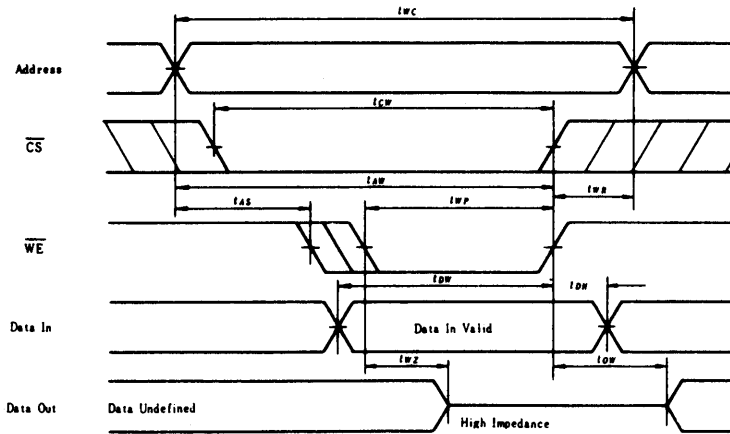 tWC
Address
tCW
CS
tAW
tWR
tAS
tWP
WE
tDW
tDH
Data In
Data In Valid
tWZ
tOW
Data Out
Data Undefined
High Impedance